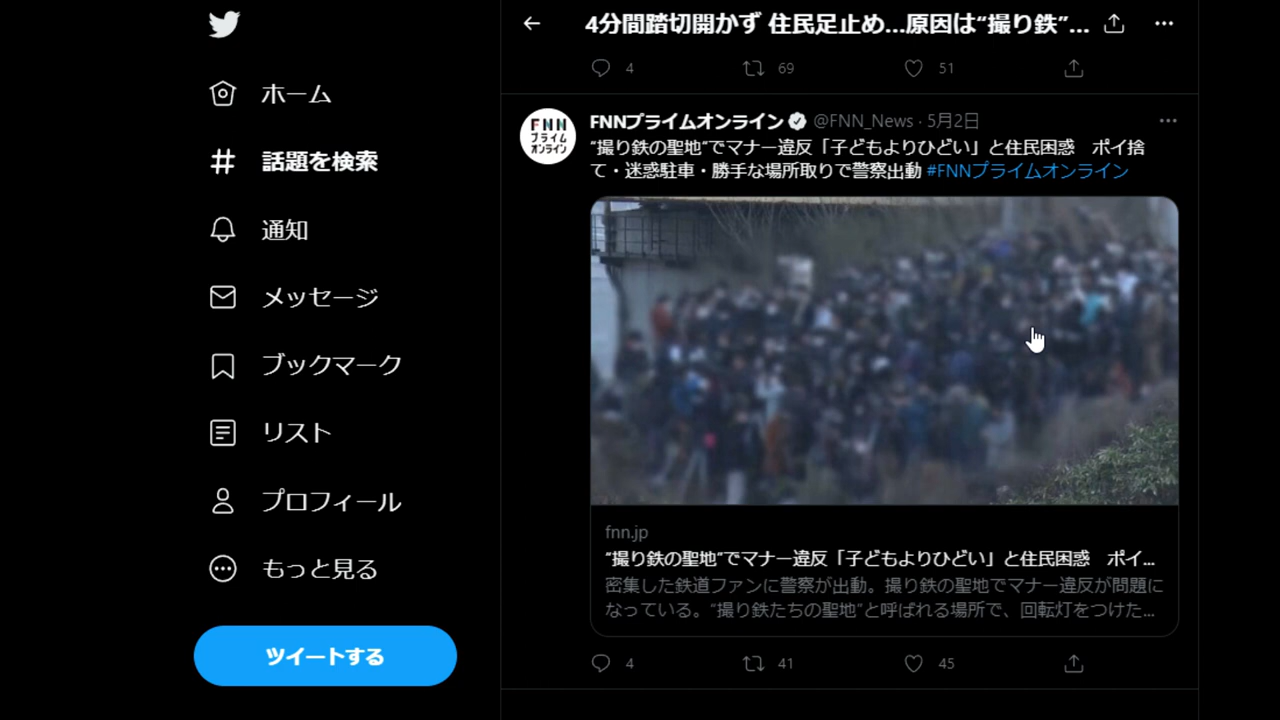 4分間踏切開かず 住民足止め…原因は“撮り鉄”…
4 69 51
ホーム
話題を検索
通知
メッセージ
ブックマーク
リスト
プロフィール
もっと見る
ツイートする
FNN
プライム
オンライン
FNNプライムオンライン @FNN_News · 5月2日
“撮り鉄の聖地”でマナー違反「子どもよりひどい」と住民困惑　ポイ捨
て・迷惑駐車・勝手な場所取りで警察出動 #FNNプライムオンライン
fnn.jp
“撮り鉄の聖地”でマナー違反「子どもよりひどい」と住民困惑　ポイ…
密集した鉄道ファンに警察が出動。撮り鉄の聖地でマナー違反が問題に
なっている。“撮り鉄たちの聖地”と呼ばれる場所で、回転灯をつけた…
4 41 45